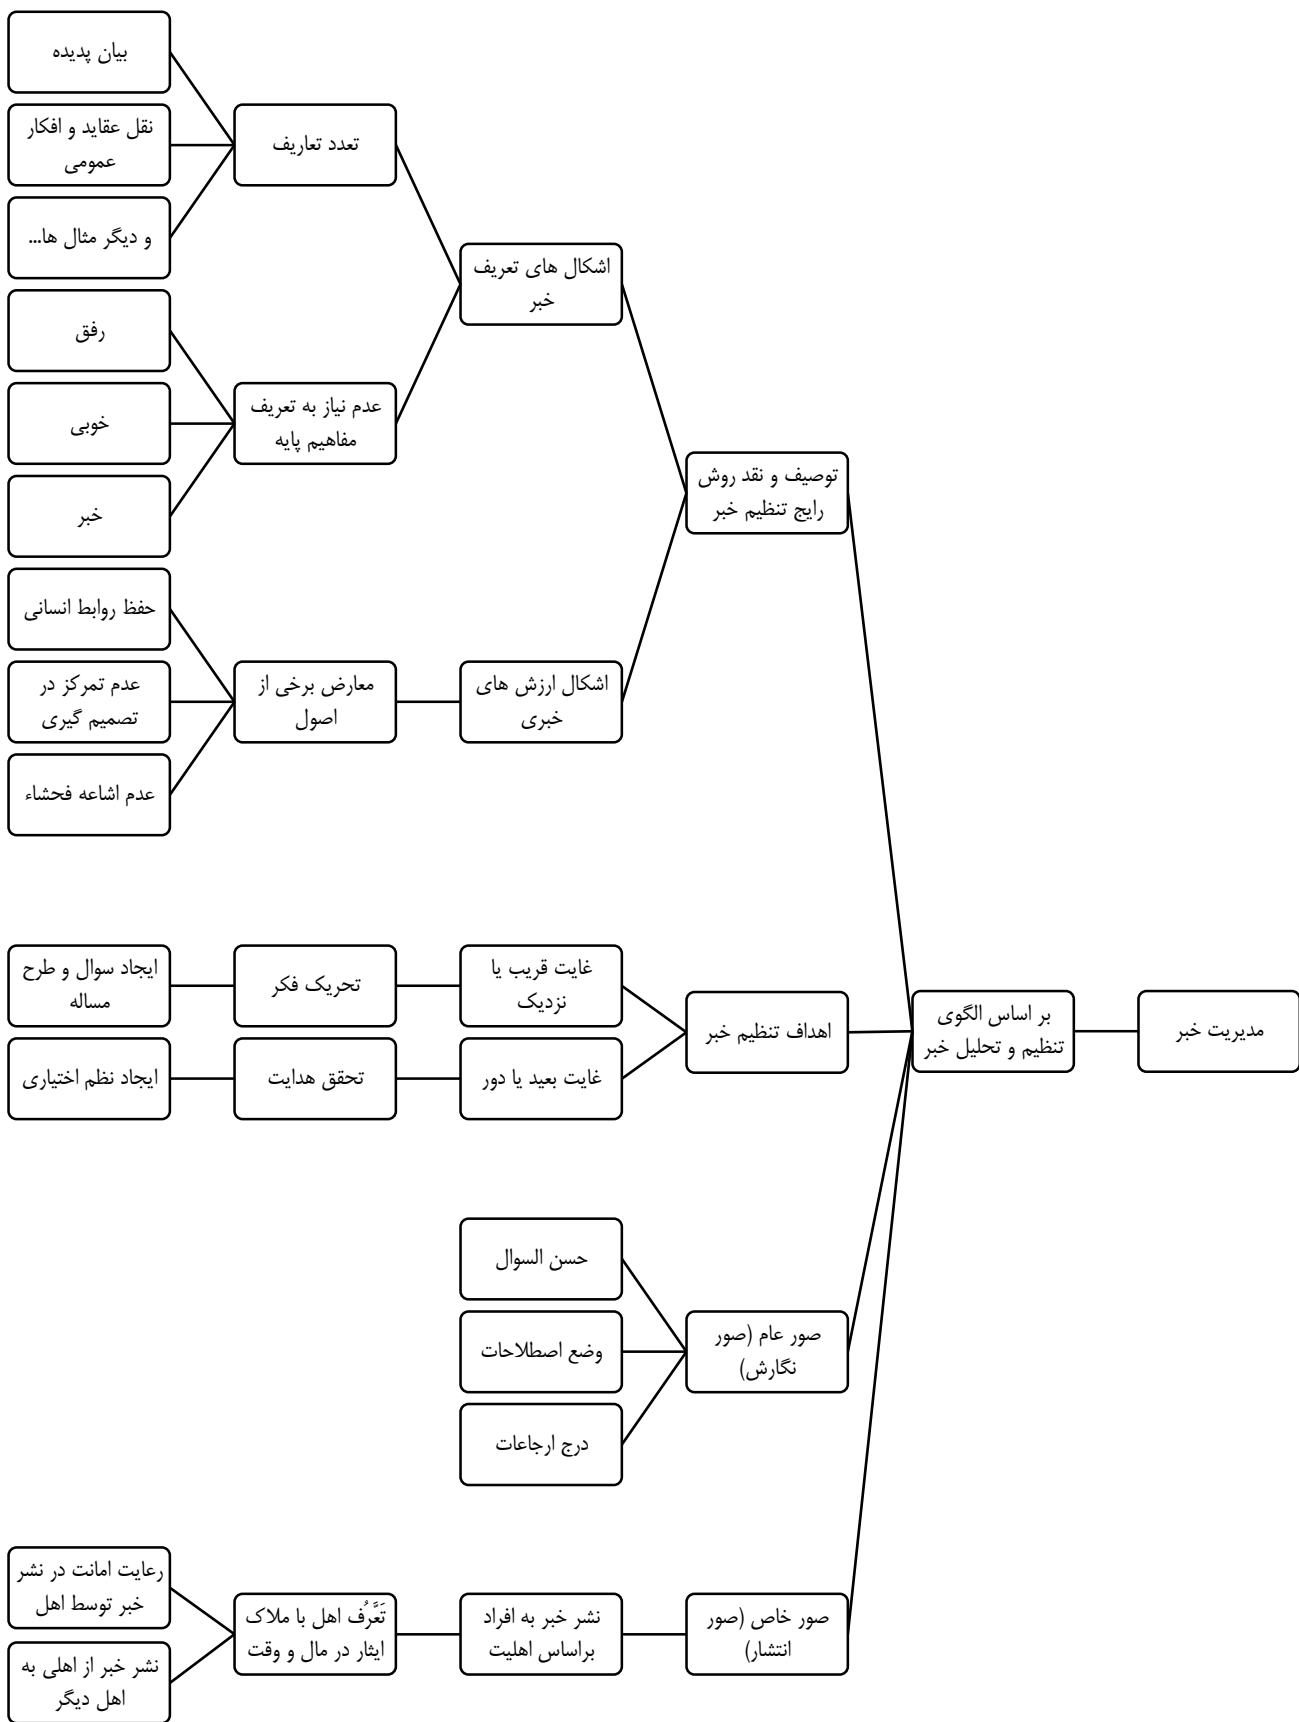 مدیریت خبر
بر اساس الگوی
تنظیم و تحلیل خبر
توصیف و نقد روش
رایج تنظیم خبر
اشکال های تعریف
خبر
تعدد تعاریف
بیان پدیده
نقل عقاید و افکار
عمومی
و دیگر مثال ها...
عدم نیاز به تعریف
مفاهیم پایه
رفق
خوبی
خبر
اشکال ارزش های
خبری
معارض برخی از
اصول
حفظ روابط انسانی
عدم تمرکز در
تصمیم گیری
عدم اشاعه فحشاء
اهداف تنظیم خبر
غایت قریب یا
نزدیک
تحریک فکر
ایجاد سوال و طرح
مساله
غایت بعید یا دور
تحقق هدایت
ایجاد نظم اختیاری
صور عام (صور
نگارش)
حسن السوال
وضع اصطلاحات
درج ارجاعات
صور خاص (صور
انتشار)
نشر خبر به افراد
براساس اهلیت
تَعَّرُف اهل با ملاک
ایثار در مال و وقت
رعایت امانت در نشر
خبر توسط اهل
نشر خبر از اهلی به
اهل دیگر